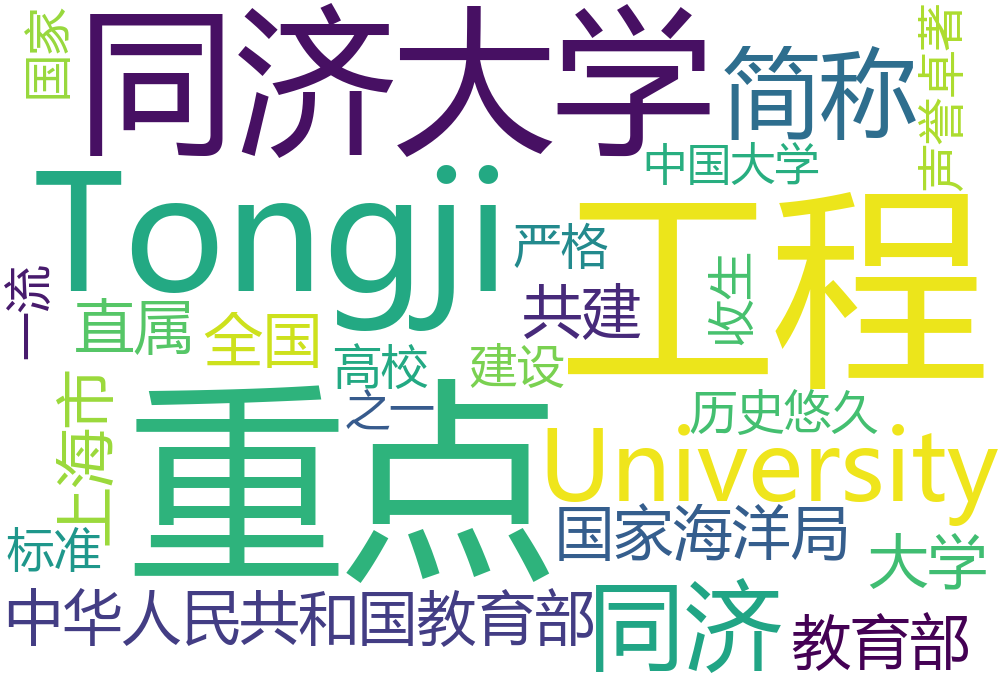 同济大学
简称
国家
声誉卓著
中国大学
Tongji
工程
严格
收生
一流
直属
全国
共建
高校
建设
之一
历史悠久
上海市
重点
University
标准
国家海洋局
大学
中华人民共和国教育部
同济
教育部